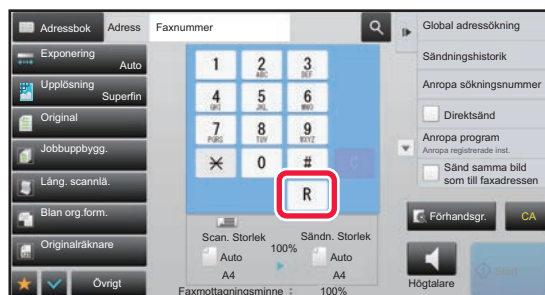 Adressbok
Adress
Faxnummer
Exponering
Auto
Upplösning
Superfin
Original
Jobbuppbygg.
Lång. scannlä.
Blan org.form.
Originalräknare
Övrigt
1
2 ABC
3 DEF
4 GHI
5 JKL
6 MNO
7 PQRS
8 TUV
9 WXYZ
0
#
C
R
Scan. Storlek
Sändn. Storlek
100%
Auto
Auto
A4
A4
Faxmottagningsminne : 100%
Global adressökning
Sändningshistorik
Anropa sökningsnummer
Direktsänd
Anropa program
Anropa registrerade inst.
Sänd samma bild
som till faxadressen
Förhandsgr.
CA
Högtalare
Start